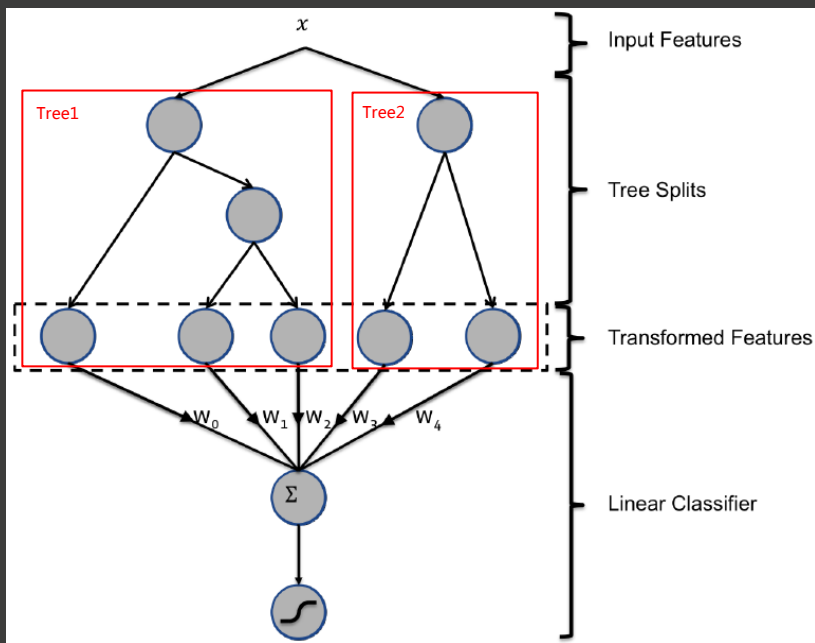 x
Input Features
Tree1
Tree2
Tree Splits
Transformed Features
W₀
W₁
W₂
W₃
W₄
Σ
Linear Classifier